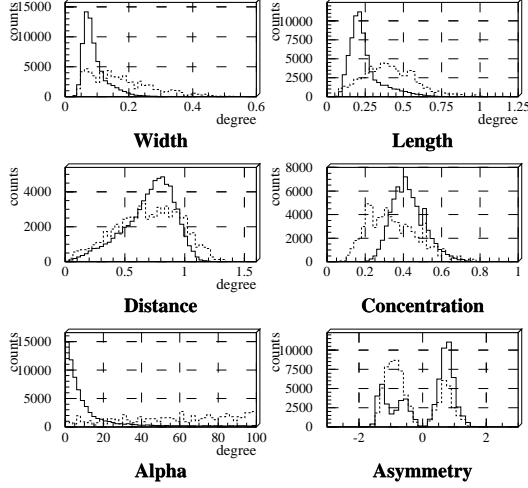 counts
15000
10000
5000
0
0 0.2 0.4 0.6
degree
Width
counts
10000
7500
5000
2500
0
0 0.25 0.5 0.75 1 1.25
degree
Length
counts
4000
2000
0
0 0.5 1 1.5
degree
Distance
counts
8000
6000
4000
2000
0
0 0.2 0.4 0.6 0.8 1
Concentration
counts
15000
10000
5000
0
0 20 40 60 80 100
Alpha
counts
10000
7500
5000
2500
0
-2 0 2
Asymmetry